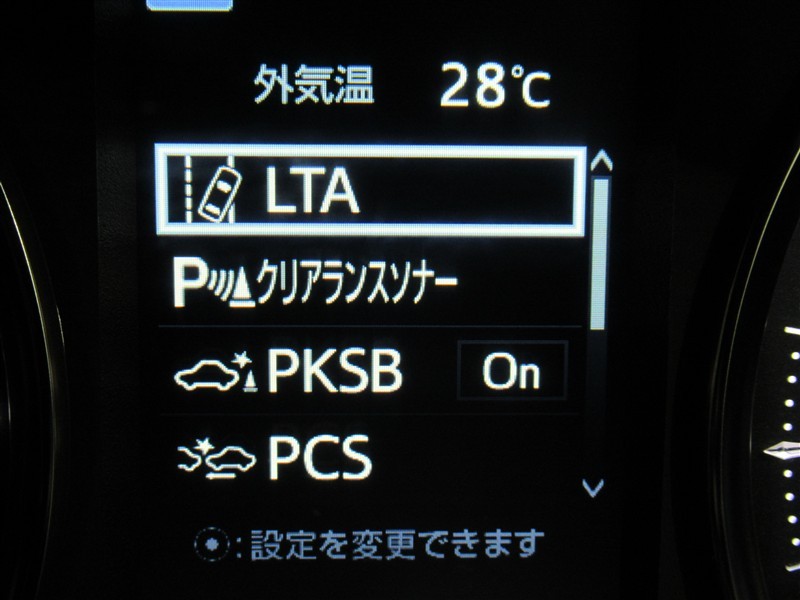 外気温 28℃
LTA
Pクリアランスソナー
PKSB On
PCS
:設定を変更できます